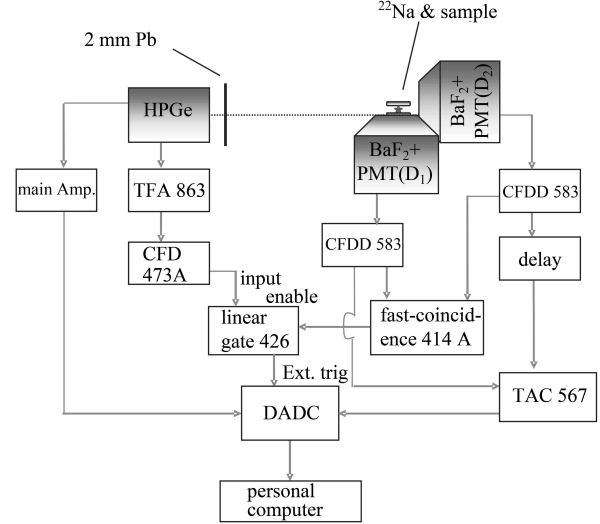 ²²Na & sample
2 mm Pb
HPGe
BaF₂+
PMT(D₂)
BaF₂+
PMT(D₁)
main Amp.
TFA 863
CFDD 583
CFDD 583
CFD
473A
delay
input
enable
linear
gate 426
fast-coincid-
ence 414 A
Ext. trig
TAC 567
DADC
personal
computer